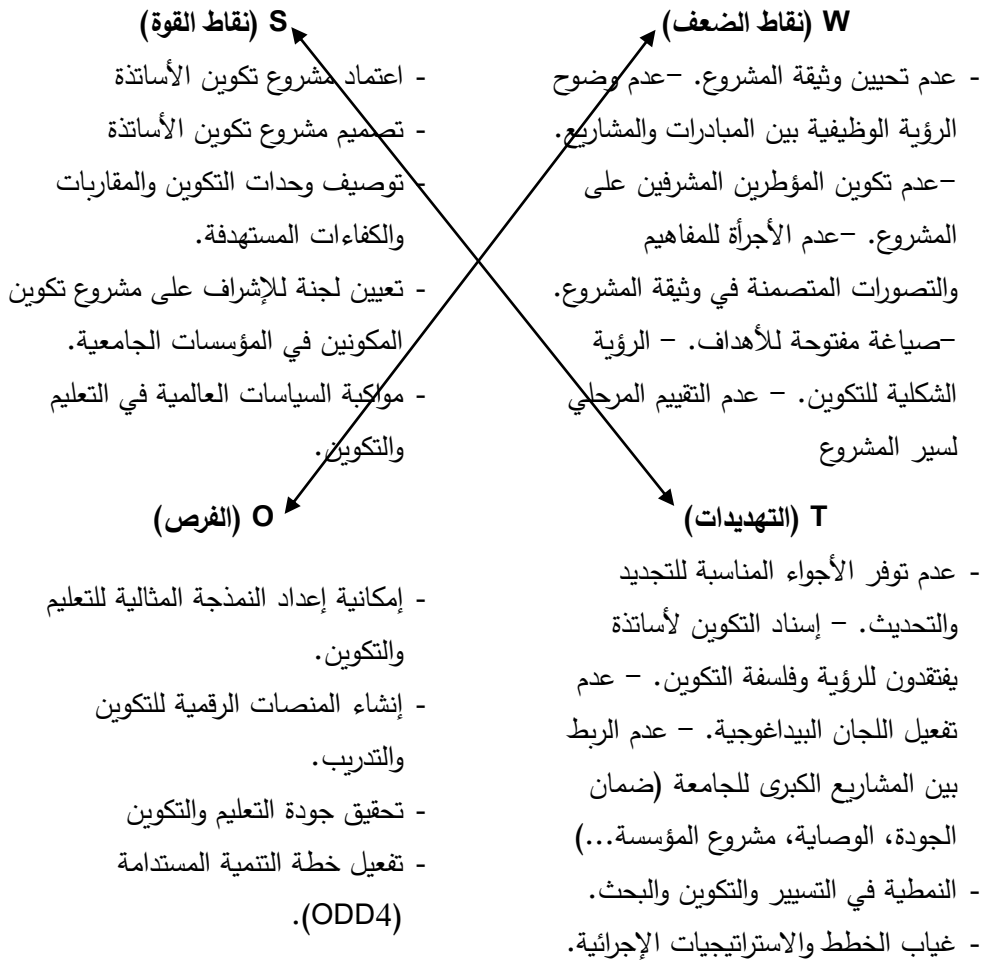 W (نقاط الضعف)
- عدم تحيين وثيقة المشروع. –عدم وضوح
الرؤية الوظيفية بين المبادرات والمشاريع.
–عدم تكوين المؤطرين المشرفين على
المشروع. –عدم الأجرأة للمفاهيم
والتصورات المتصمنة في وثيقة المشروع.
–صياغة مفتوحة للأهداف. – الرؤية
الشكلية للتكوين. – عدم التقييم المرحلي
لسير المشروع
S (نقاط القوة)
- اعتماد مشروع تكوين الأساتذة
- تصميم مشروع تكوين الأساتذة
- توصيف وحدات التكوين والمقاربات
والكفاءات المستهدفة.
- تعيين لجنة للإشراف على مشروع تكوين
المكونين في المؤسسات الجامعية.
- مواكبة السياسات العالمية في التعليم
والتكوين.
T (التهديدات)
- عدم توفر الأجواء المناسبة للتجديد
والتحديث. – إسناد التكوين لأساتذة
يفتقدون للرؤية وفلسفة التكوين. – عدم
تفعيل اللجان البيداغوجية. – عدم الربط
بين المشاريع الكبرى للجامعة (ضمان
الجودة، الوصاية، مشروع المؤسسة...)
- النمطية في التسيير والتكوين والبحث.
- غياب الخطط والاستراتيجيات الإجرائية.
O (الفرص)
- إمكانية إعداد النمذجة المثالية للتعليم
والتكوين.
- إنشاء المنصات الرقمية للتكوين
والتدريب.
- تحقيق جودة التعليم والتكوين
- تفعيل خطة التنمية المستدامة
(ODD4).